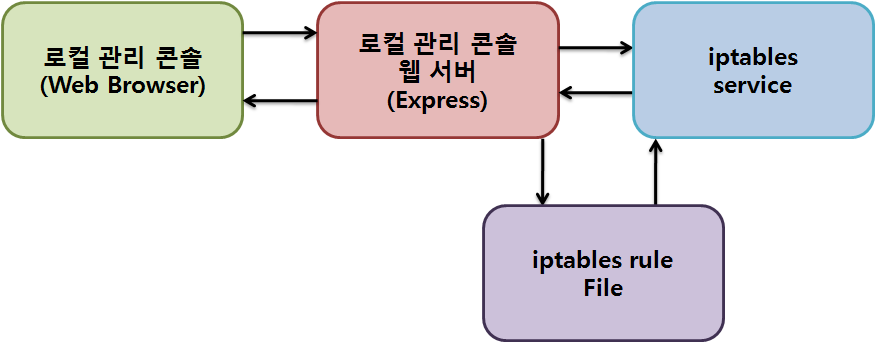 로컬 관리 콘솔
(Web Browser)
로컬 관리 콘솔
웹 서버
(Express)
iptables
service
iptables rule
File